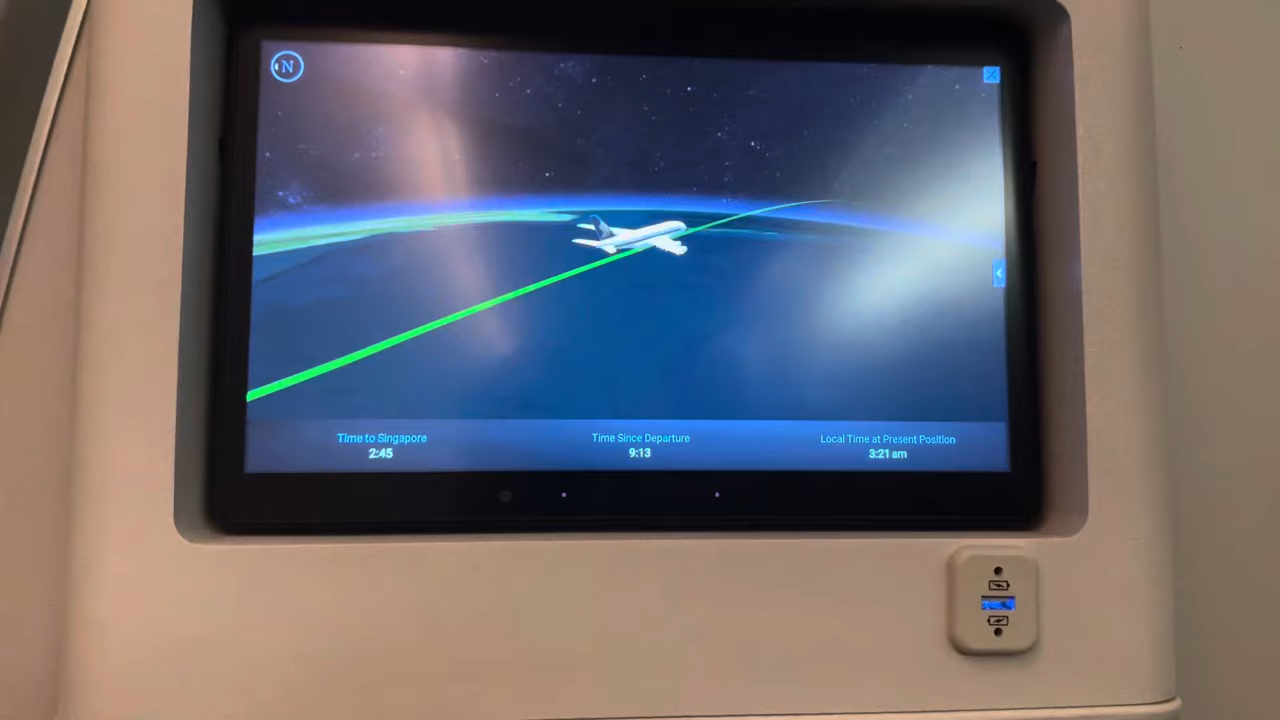 N
Time to Singapore
2:45
Time Since Departure
9:13
Local Time at Present Position
3:21 am